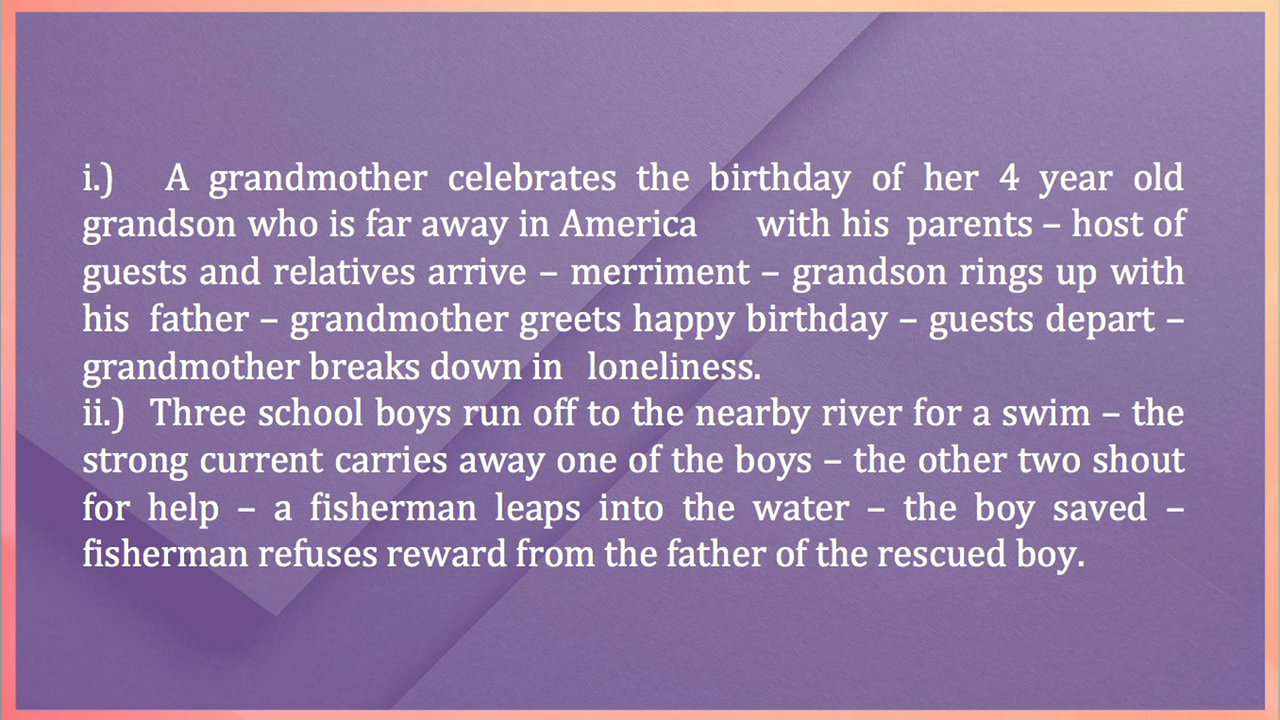 i.) A grandmother celebrates the birthday of her 4 year old
grandson who is far away in America with his parents – host of
guests and relatives arrive – merriment – grandson rings up with
his father – grandmother greets happy birthday – guests depart –
grandmother breaks down in loneliness.
ii.) Three school boys run off to the nearby river for a swim – the
strong current carries away one of the boys – the other two shout
for help – a fisherman leaps into the water – the boy saved –
fisherman refuses reward from the father of the rescued boy.